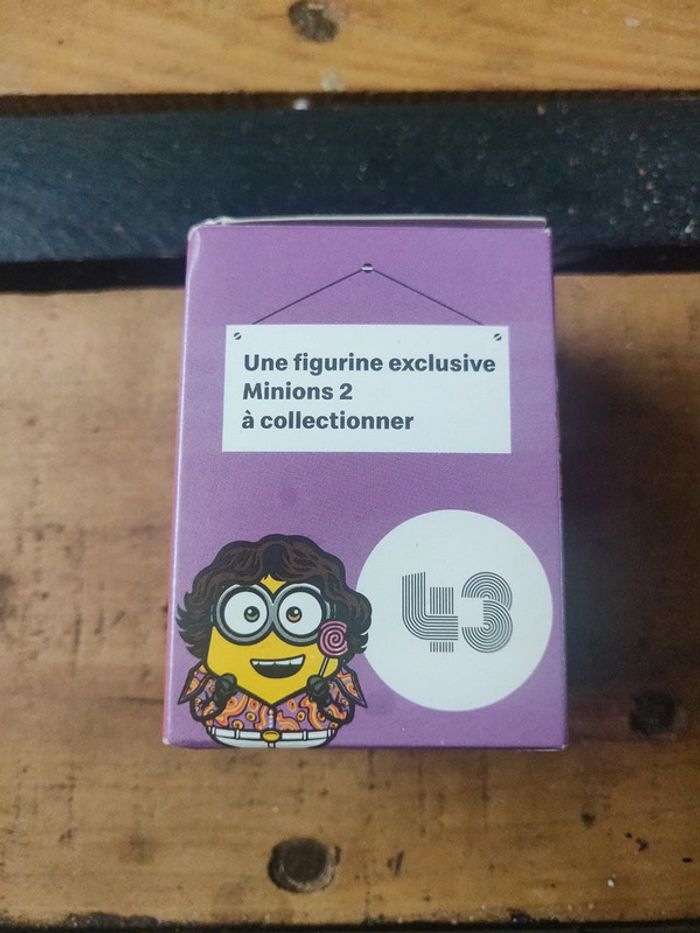 Une figurine exclusive
Minions 2
à collectionner
43